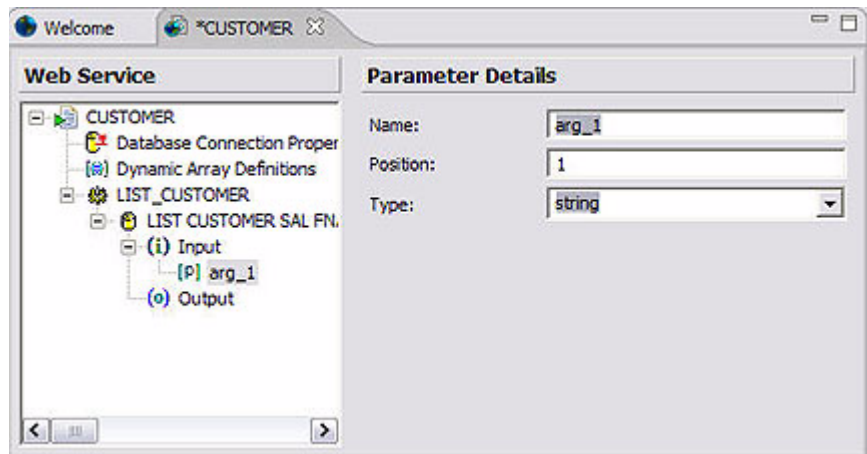 Welcome
*CUSTOMER
Web Service
CUSTOMER
Database Connection Proper
Dynamic Array Definitions
LIST_CUSTOMER
LIST CUSTOMER SAL FN
(i) Input
[P] arg_1
(o) Output
Parameter Details
Name: arg_1
Position: 1
Type: string